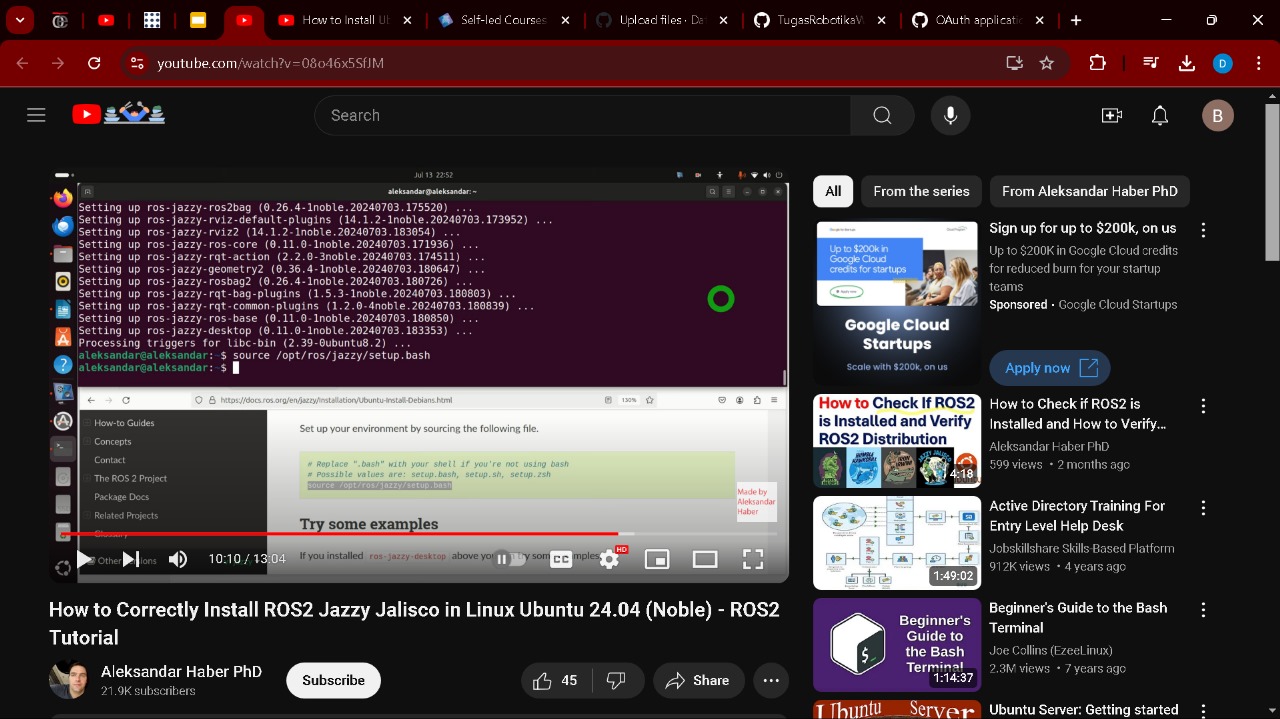 How to Install Ub
Self-led Courses
Upload files · Dat
TugasRobotikaW
OAuth applicatio
youtube.com/watch?v=08o46x5SfJM
Search
B
Jul 13 22:52
aleksandar@aleksandar: ~
Setting up ros-jazzy-ros2bag (0.26.4-1noble.20240703.175520) ...
Setting up ros-jazzy-rviz-default-plugins (14.1.2-1noble.20240703.173952) ...
Setting up ros-jazzy-rviz2 (14.1.2-1noble.20240703.183054) ...
Setting up ros-jazzy-ros-core (0.11.0-1noble.20240703.171936) ...
Setting up ros-jazzy-rqt-action (2.2.0-3noble.20240703.174511) ...
Setting up ros-jazzy-geometry2 (0.36.4-1noble.20240703.180647) ...
Setting up ros-jazzy-rosbag2 (0.26.4-1noble.20240703.180726) ...
Setting up ros-jazzy-rqt-bag-plugins (1.5.3-1noble.20240703.180803) ...
Setting up ros-jazzy-rqt-common-plugins (1.2.0-4noble.20240703.180839) ...
Setting up ros-jazzy-ros-base (0.11.0-1noble.20240703.180850) ...
Setting up ros-jazzy-desktop (0.11.0-1noble.20240703.183353) ...
Processing triggers for libc-bin (2.39-0ubuntu8.2) ...
aleksandar@aleksandar:~$ source /opt/ros/jazzy/setup.bash
aleksandar@aleksandar:~$
https://docs.ros.org/en/jazzy/Installation/Ubuntu-Install-Debians.html
130%
How-to Guides
Concepts
Contact
The ROS 2 Project
Package Docs
Related Projects
Glossary
Set up your environment by sourcing the following file.
# Replace ".bash" with your shell if you're not using bash
# Possible values are: setup.bash, setup.sh, setup.zsh
source /opt/ros/jazzy/setup.bash
Made by
Aleksandar
Haber
Try some examples
If you installed ros-jazzy-desktop above you can try some examples.
10:10 / 13:04
CC
HD
How to Correctly Install ROS2 Jazzy Jalisco in Linux Ubuntu 24.04 (Noble) - ROS2
Tutorial
Aleksandar Haber PhD
21.9K subscribers
Subscribe
45
Share
All
From the series
From Aleksandar Haber PhD
Up to $200k in
Google Cloud
credits for startups
Apply now
Google Cloud
Startups
Scale with $200k, on us
Sign up for up to $200k, on us
Up to $200K in Google Cloud credits
for reduced burn for your startup
teams
Sponsored · Google Cloud Startups
Apply now
How to Check If ROS2
is Installed and Verify
ROS2 Distribution
4:18
How to Check if ROS2 is
Installed and How to Verify...
Aleksandar Haber PhD
599 views · 2 months ago
1:49:02
Active Directory Training For
Entry Level Help Desk
Jobskillshare Skills-Based Platform
912K views · 4 years ago
Beginner's
Guide to
the Bash
Terminal
1:14:37
Beginner's Guide to the Bash
Terminal
Joe Collins (EzeeLinux)
2.3M views · 7 years ago
Ubuntu Server
Ubuntu Server: Getting started